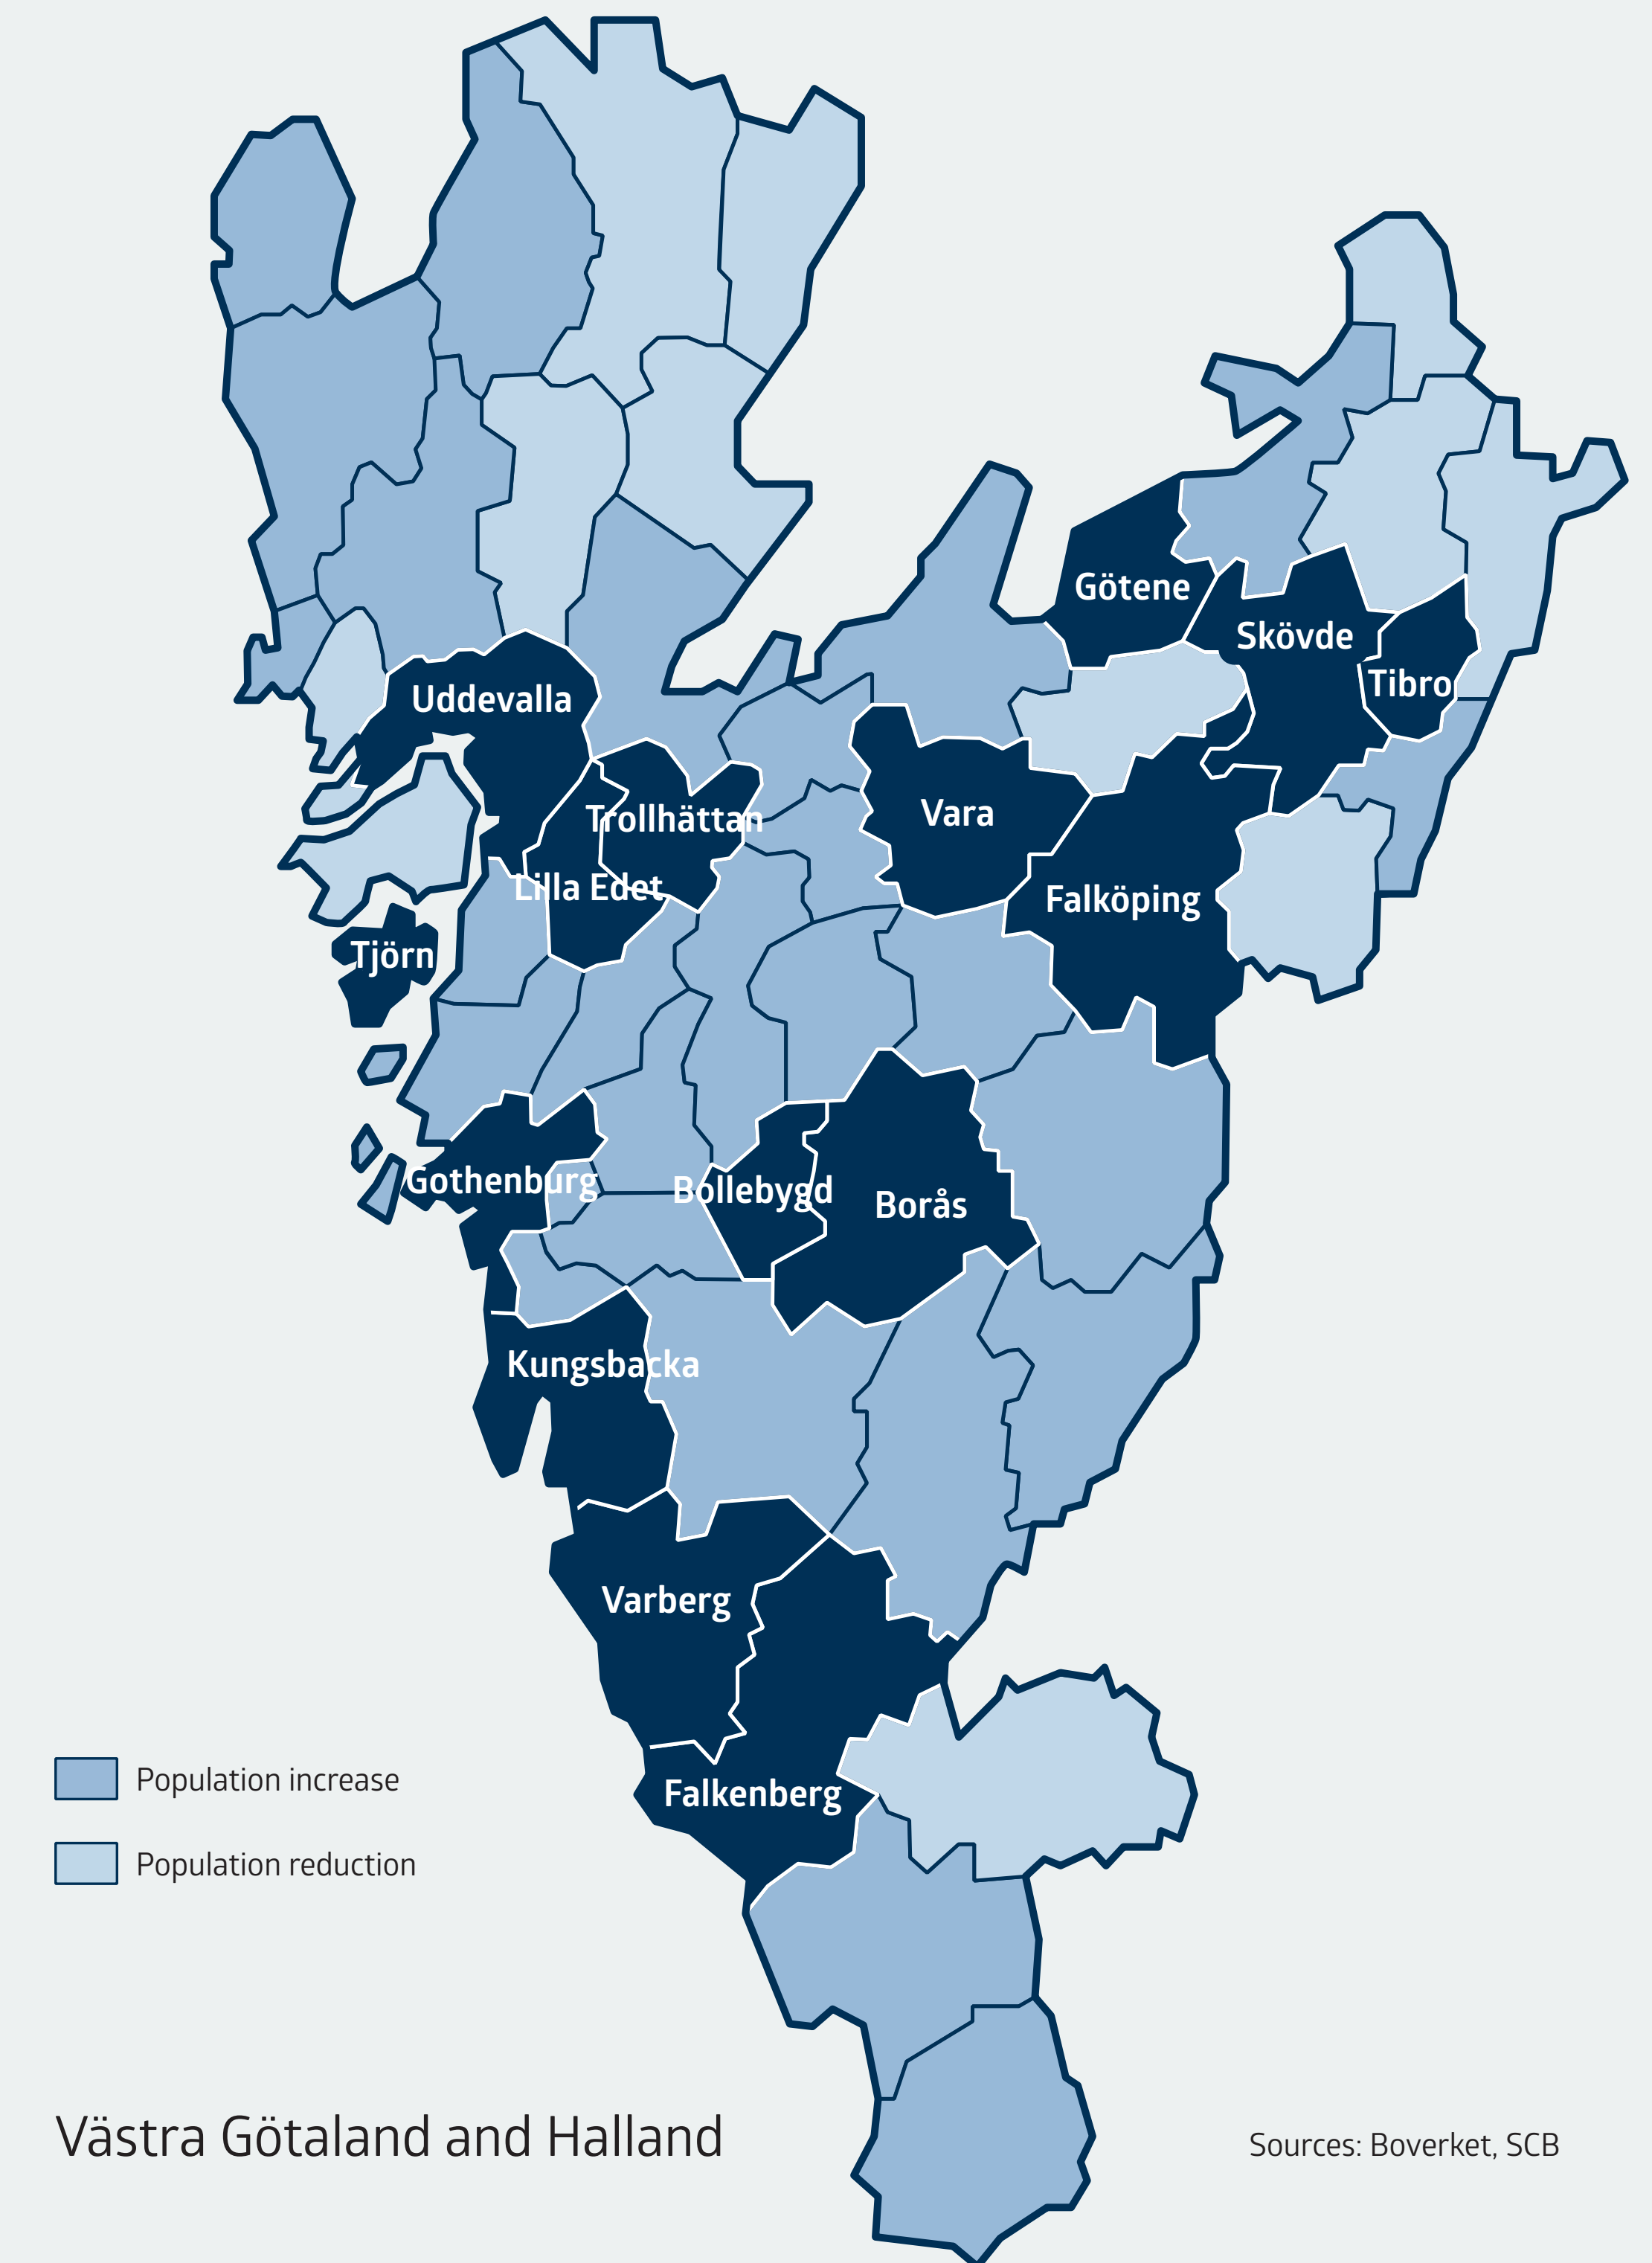 Götene
Skövde
Tibro
Uddevalla
Trollhättan
Vara
Lilla Edet
Falköping
Tjörn
Gothenburg
Bollebygd
Borås
Kungsbacka
Varberg
Falkenberg
Population increase
Population reduction
Västra Götaland and Halland
Sources: Boverket, SCB